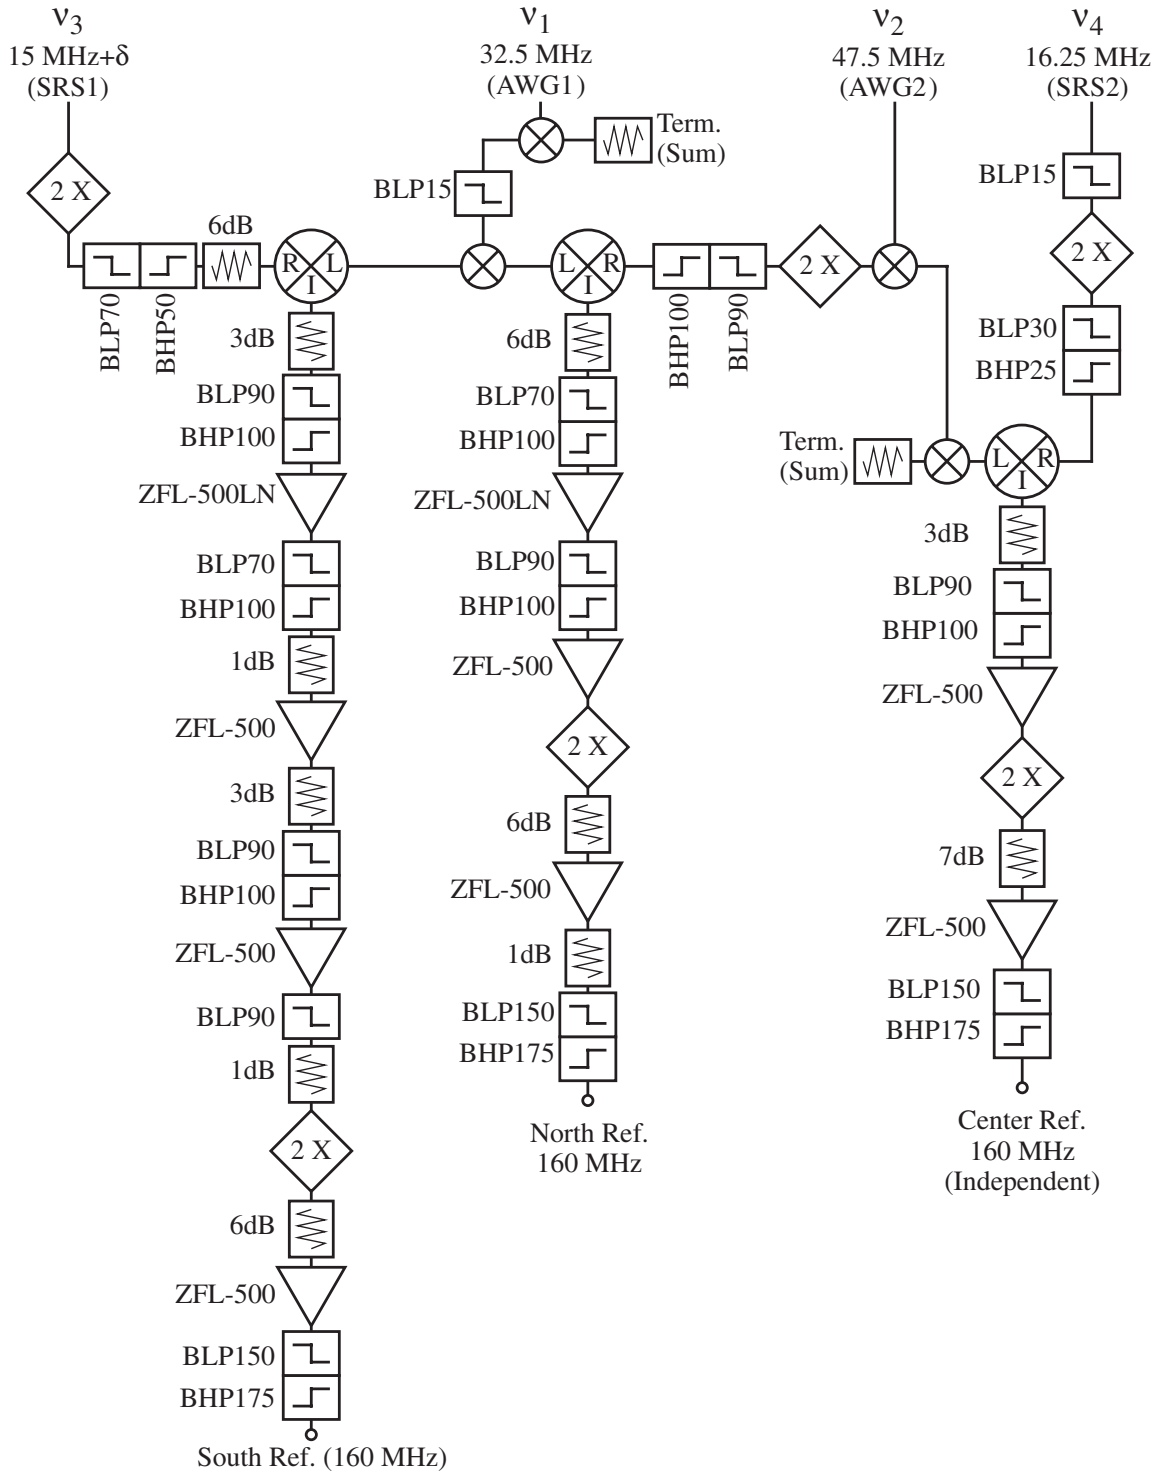 ν3
15 MHz+δ
(SRS1)
2 X
BLP70
BHP50
6dB
R
L
I
3dB
BLP90
BHP100
ZFL-500LN
BLP70
BHP100
1dB
ZFL-500
3dB
BLP90
BHP100
ZFL-500
BLP90
1dB
2 X
6dB
ZFL-500
BLP150
BHP175
South Ref. (160 MHz)
ν1
32.5 MHz
(AWG1)
Term.
(Sum)
BLP15
L
R
I
6dB
BLP70
BHP100
ZFL-500LN
BLP90
BHP100
ZFL-500
2 X
6dB
ZFL-500
1dB
BLP150
BHP175
North Ref.
160 MHz
BHP100
BLP90
2 X
ν2
47.5 MHz
(AWG2)
Term.
(Sum)
ν4
16.25 MHz
(SRS2)
BLP15
2 X
BLP30
BHP25
L
R
I
3dB
BLP90
BHP100
ZFL-500
2 X
7dB
ZFL-500
BLP150
BHP175
Center Ref.
160 MHz
(Independent)